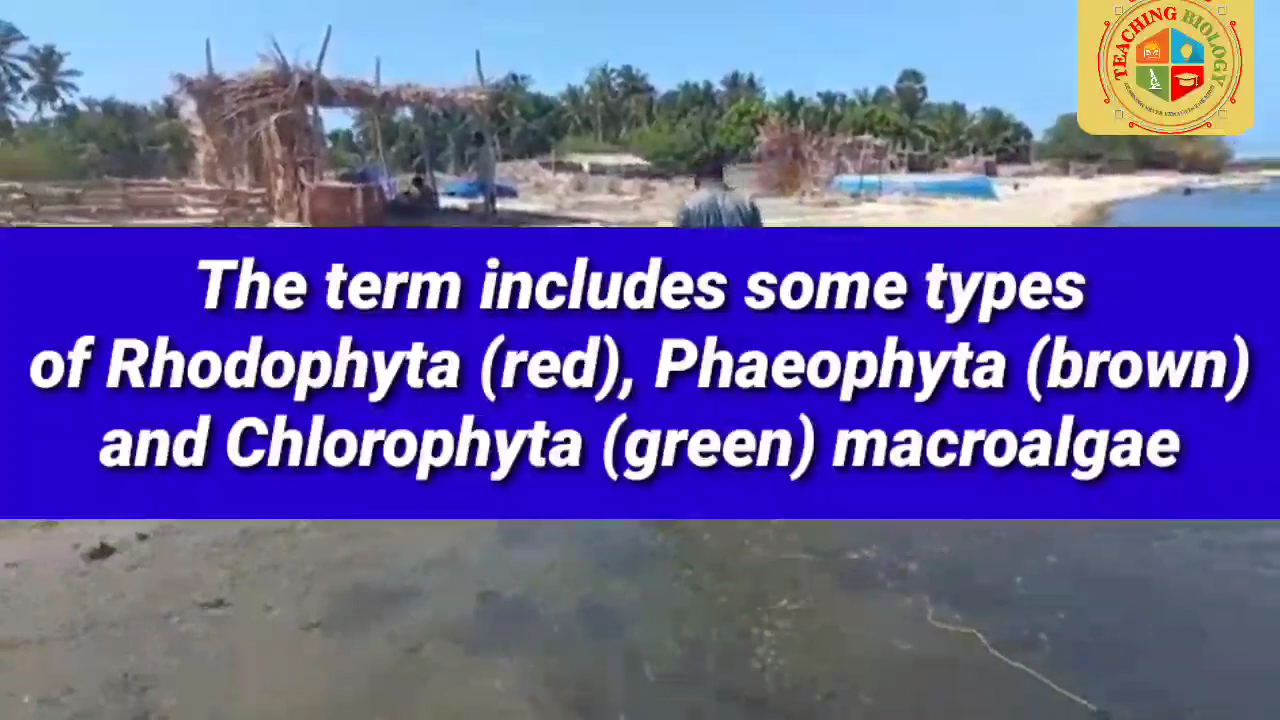 TEACHING BIOLOGY
The term includes some types
of Rhodophyta (red), Phaeophyta (brown)
and Chlorophyta (green) macroalgae